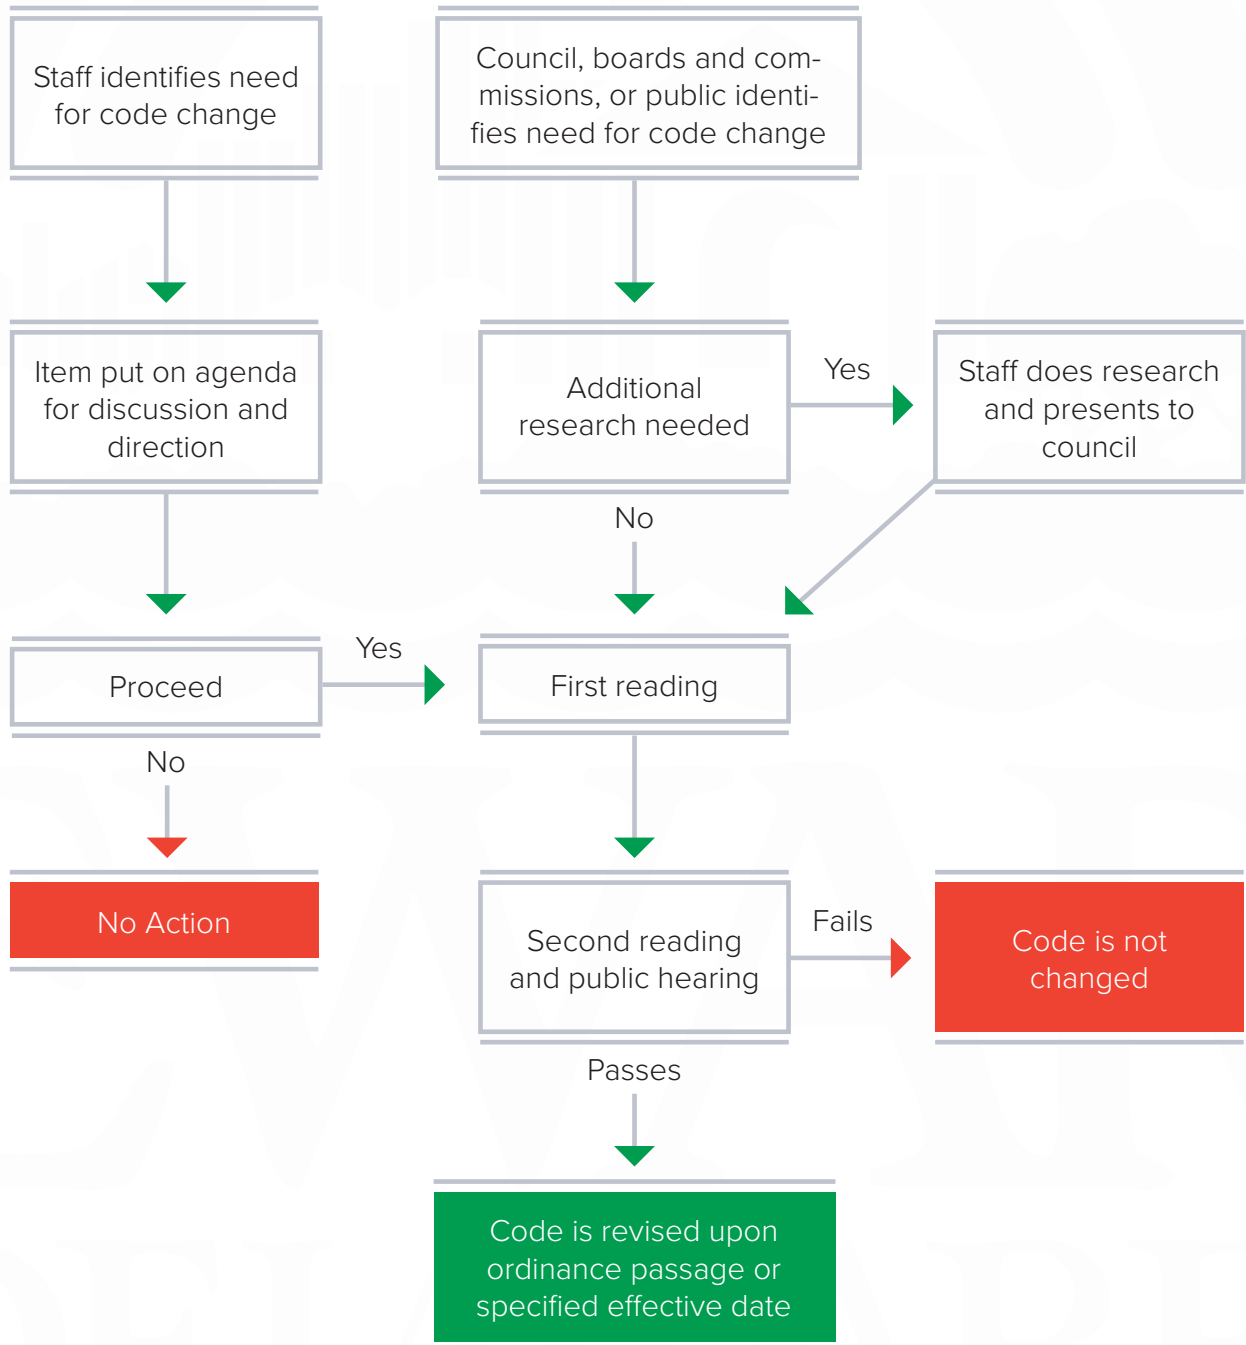 Staff identifies need
for code change
Council, boards and com-
missions, or public identi-
fies need for code change
Item put on agenda
for discussion and
direction
Additional
research needed
Yes
Staff does research
and presents to
council
No
Proceed
Yes
First reading
No
No Action
Second reading
and public hearing
Fails
Code is not
changed
Passes
Code is revised upon
ordinance passage or
specified effective date